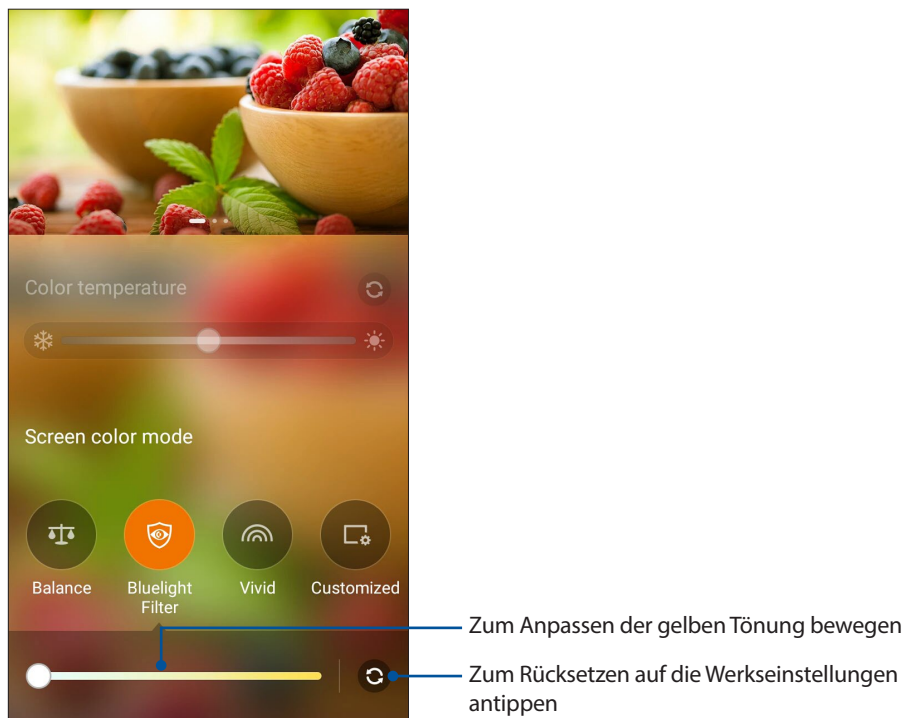 Color temperature
Screen color mode
Balance
Bluelight
Filter
Vivid
Customized
Zum Anpassen der gelben Tönung bewegen
Zum Rücksetzen auf die Werkseinstellungen
antippen